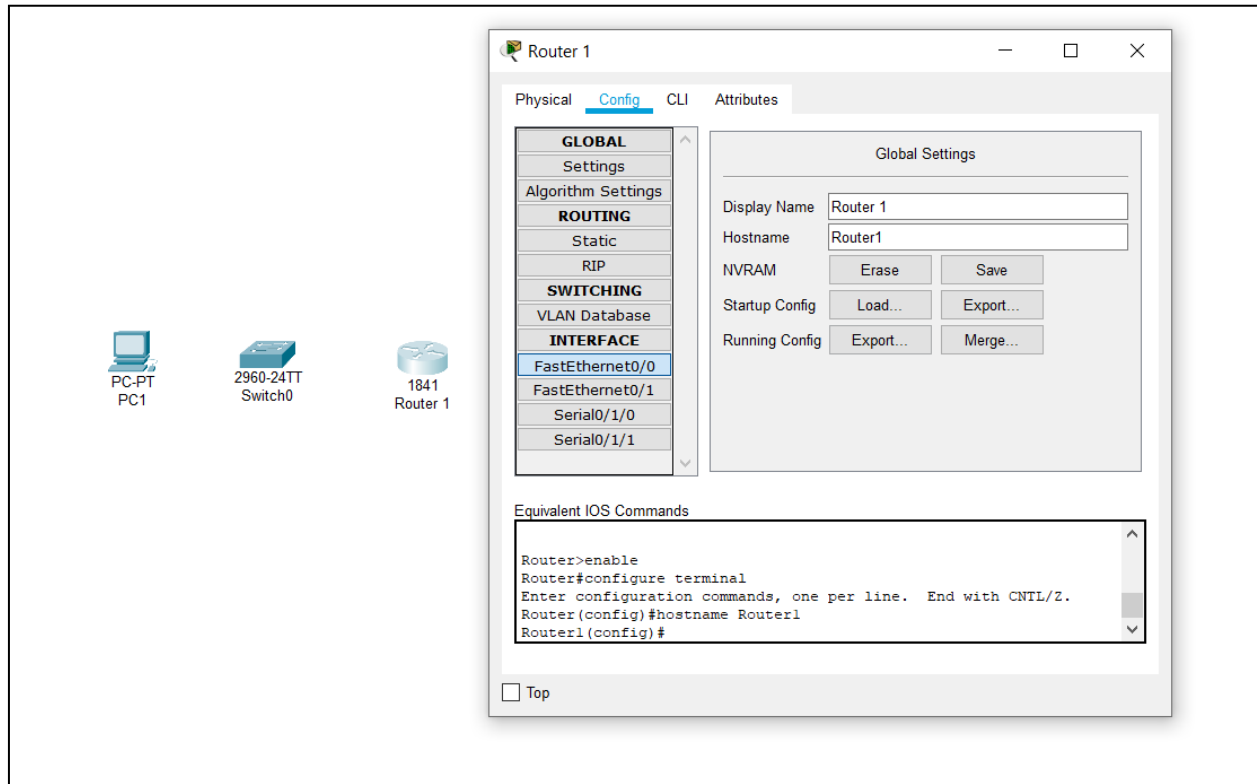 Router 1
Physical Config CLI Attributes
GLOBAL
Settings
Algorithm Settings
ROUTING
Static
RIP
SWITCHING
VLAN Database
INTERFACE
FastEthernet0/0
FastEthernet0/1
Serial0/1/0
Serial0/1/1
Global Settings
Display Name Router 1
Hostname Router1
NVRAM Erase Save
Startup Config Load... Export...
Running Config Export... Merge...
Equivalent IOS Commands
Router>enable
Router#configure terminal
Enter configuration commands, one per line.  End with CNTL/Z.
Router(config)#hostname Router1
Router1(config)#
Top
PC-PT
PC1
2960-24TT
Switch0
1841
Router 1